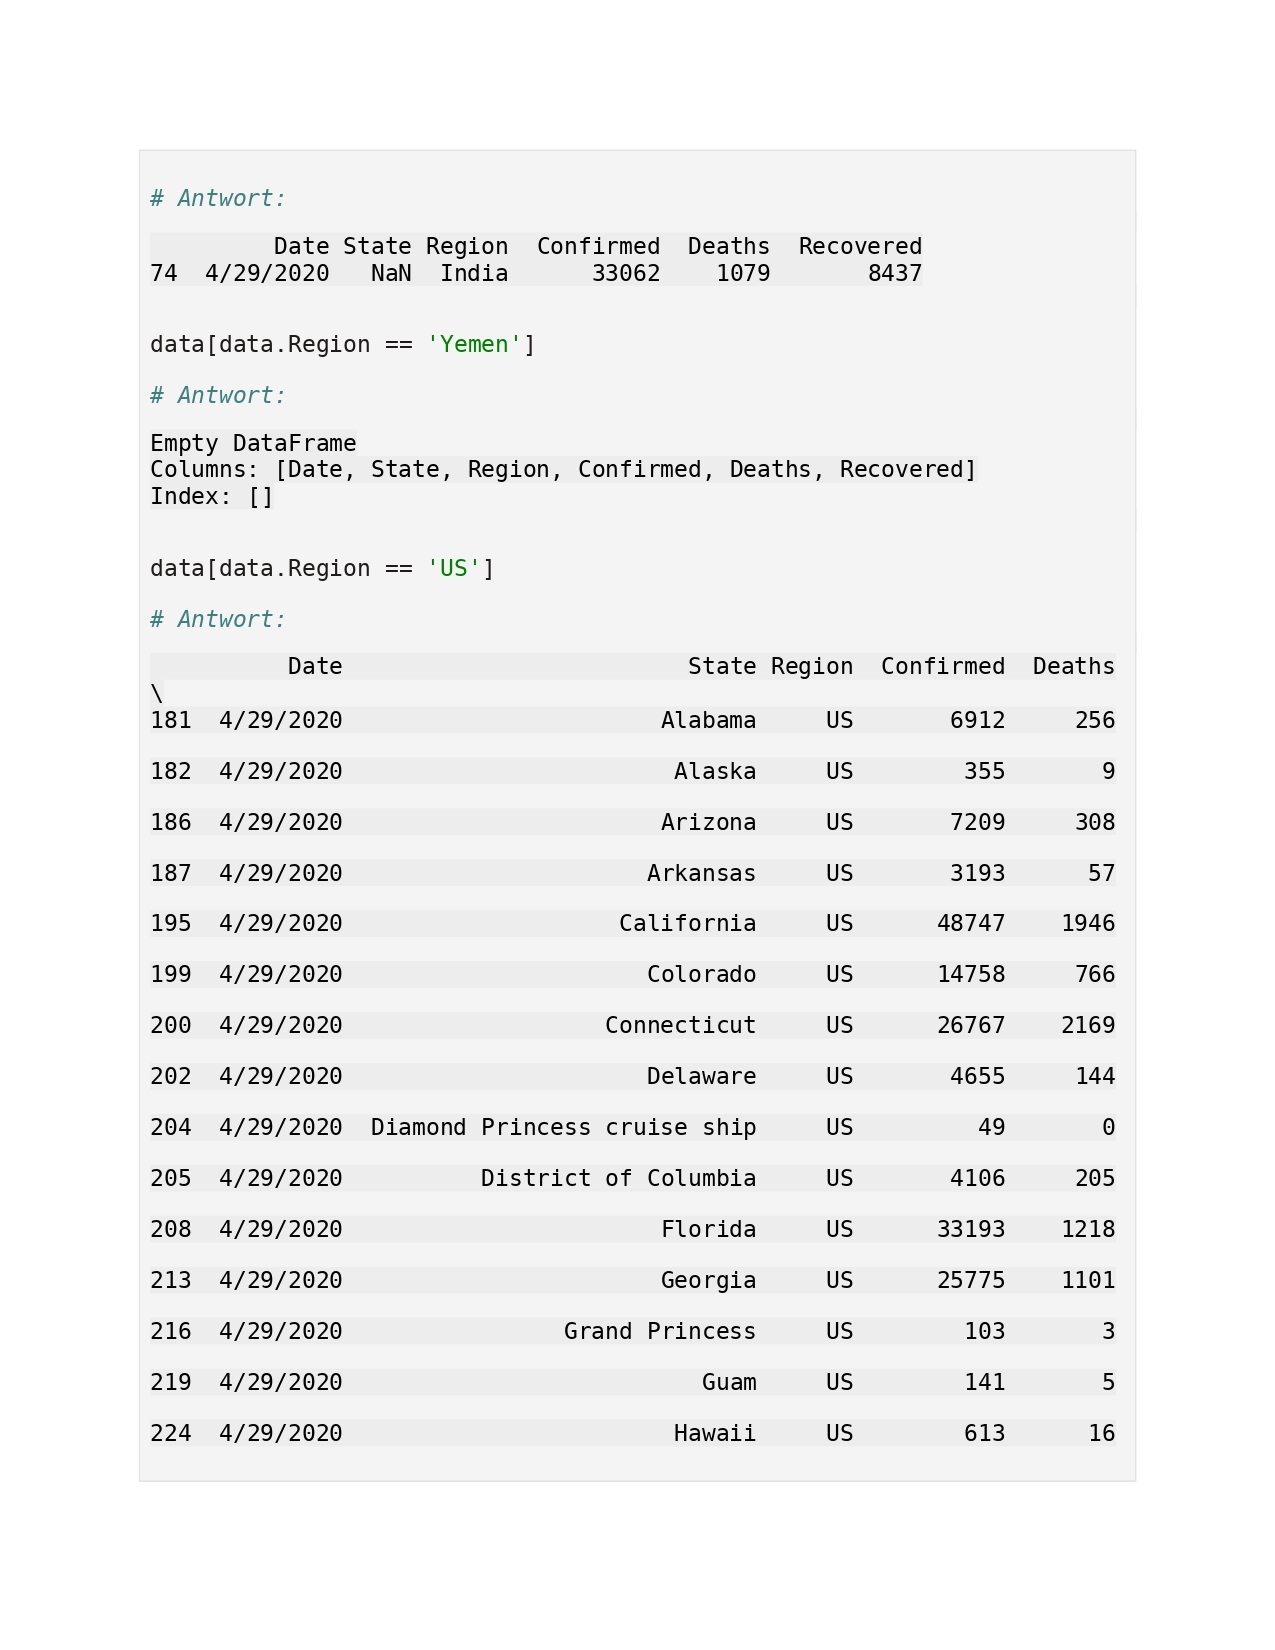 # Antwort:
          Date State Region  Confirmed  Deaths  Recovered
74  4/29/2020   NaN  India      33062    1079       8437
data[data.Region == 'Yemen']
# Antwort:
Empty DataFrame
Columns: [Date, State, Region, Confirmed, Deaths, Recovered]
Index: []
data[data.Region == 'US']
# Antwort:
          Date                         State Region  Confirmed  Deaths
\
181  4/29/2020                       Alabama     US       6912     256
182  4/29/2020                        Alaska     US        355       9
186  4/29/2020                       Arizona     US       7209     308
187  4/29/2020                      Arkansas     US       3193      57
195  4/29/2020                    California     US      48747    1946
199  4/29/2020                      Colorado     US      14758     766
200  4/29/2020                   Connecticut     US      26767    2169
202  4/29/2020                      Delaware     US       4655     144
204  4/29/2020  Diamond Princess cruise ship     US         49       0
205  4/29/2020          District of Columbia     US       4106     205
208  4/29/2020                       Florida     US      33193    1218
213  4/29/2020                       Georgia     US      25775    1101
216  4/29/2020                Grand Princess     US        103       3
219  4/29/2020                          Guam     US        141       5
224  4/29/2020                        Hawaii     US        613      16